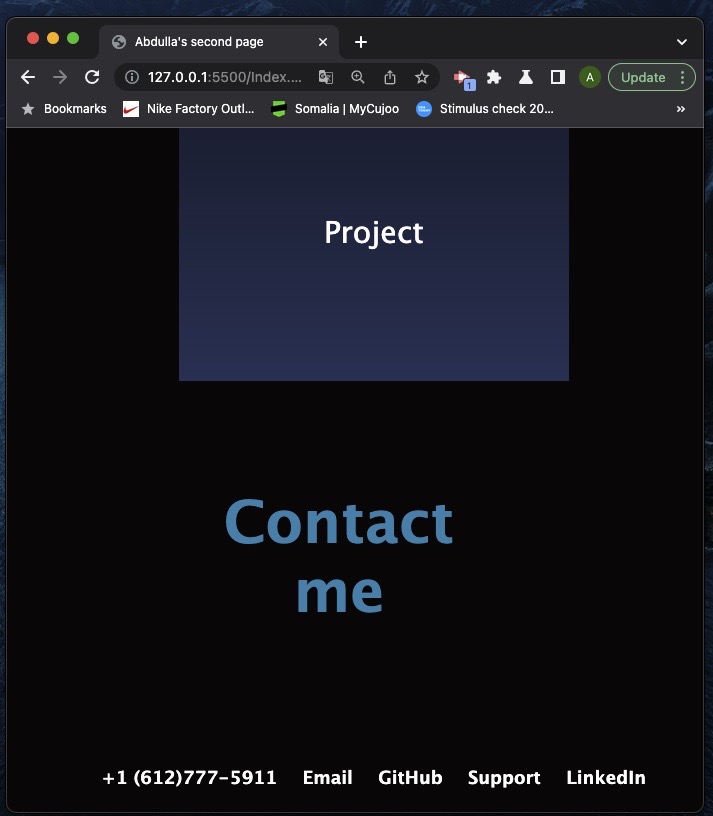 Abdulla's second page
127.0.0.1:5500/Index....
1
A
Update
Bookmarks
Nike Factory Outl...
Somalia | MyCujoo
Stimulus check 20...
»
Project
Contact
me
+1 (612)777-5911 Email GitHub Support LinkedIn